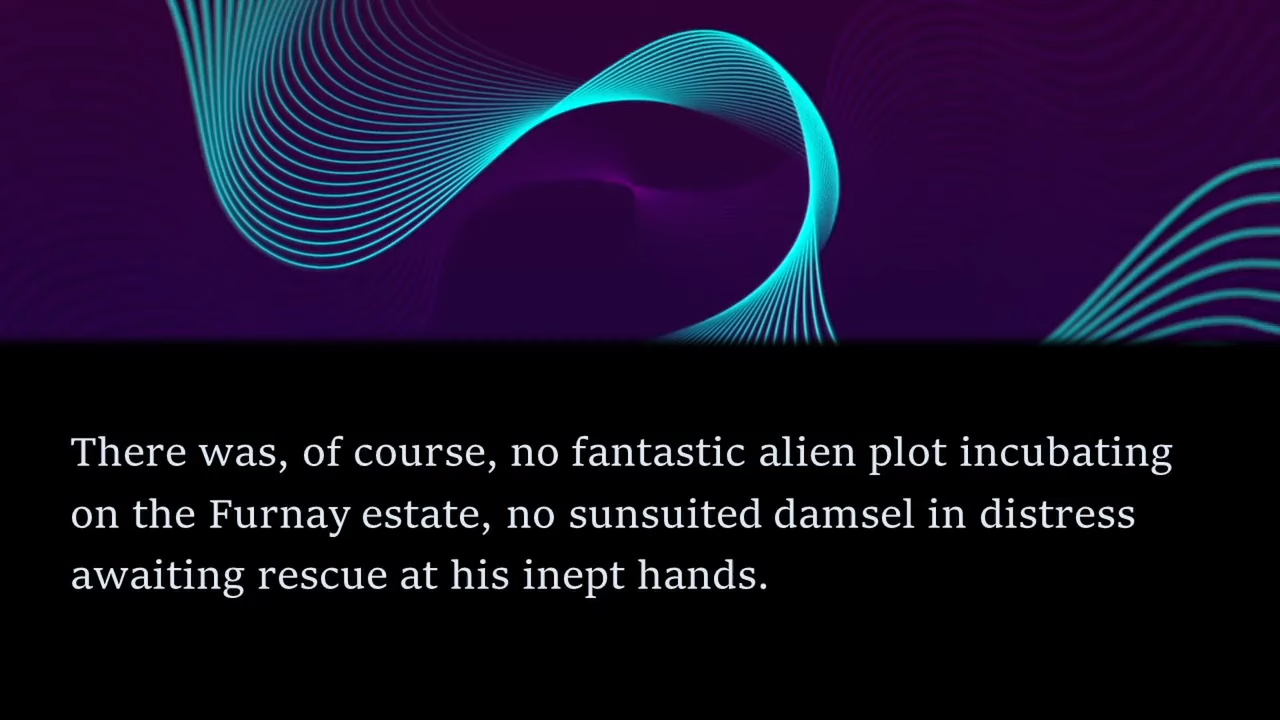 There was, of course, no fantastic alien plot incubating
on the Furnay estate, no sunsuited damsel in distress
awaiting rescue at his inept hands.